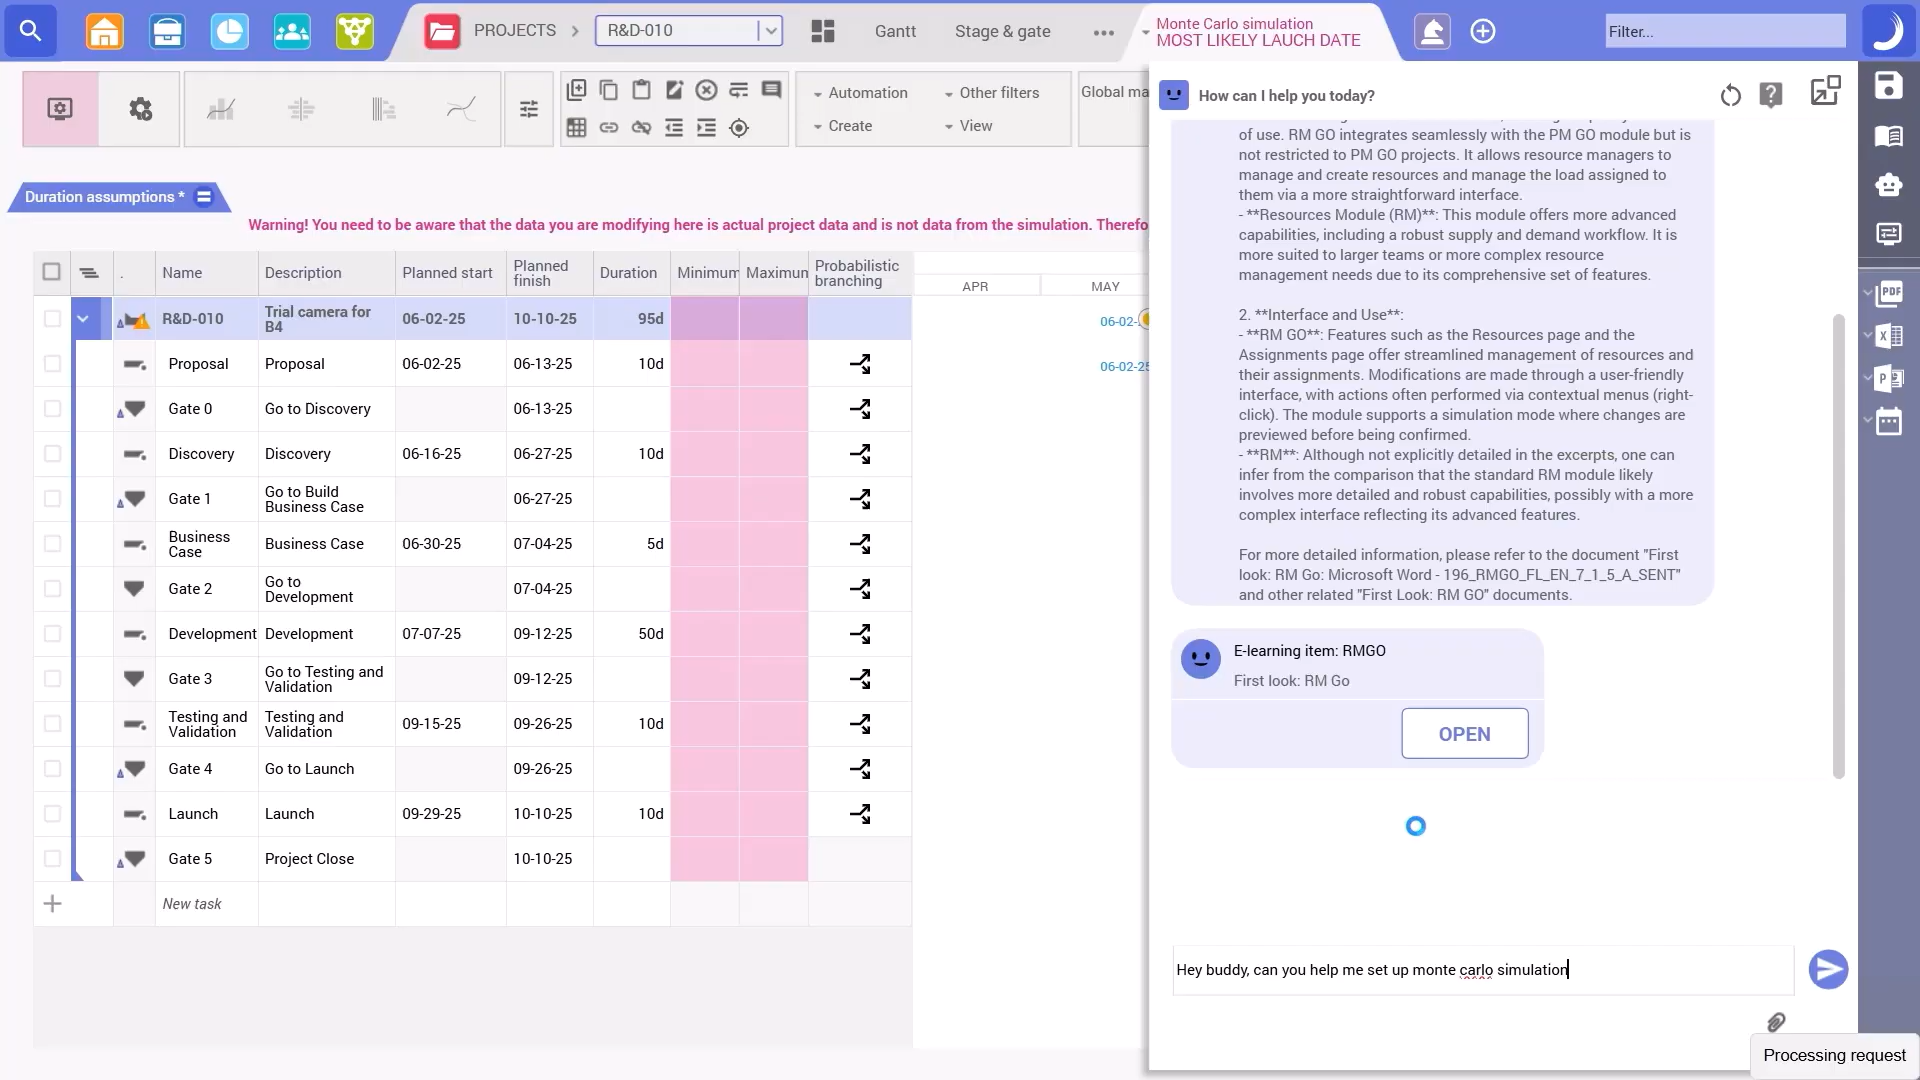 PROJECTS
R&D-010
Gantt
Stage & gate
Monte Carlo simulation
MOST LIKELY LAUCH DATE
Filter...
Automation
Other filters
Create
View
Global ma
Duration assumptions *
Warning! You need to be aware that the data you are modifying here is actual project data and is not data from the simulation. Therefo
. Name Description Planned start Planned finish Duration Minimum Maximum Probabilistic branching
APR MAY
R&D-010 Trial camera for B4 06-02-25 10-10-25 95d 06-02-
Proposal Proposal 06-02-25 06-13-25 10d 06-02-25
Gate 0 Go to Discovery 06-13-25
Discovery Discovery 06-16-25 06-27-25 10d
Gate 1 Go to Build Business Case 06-27-25
Business Case Business Case 06-30-25 07-04-25 5d
Gate 2 Go to Development 07-04-25
Development Development 07-07-25 09-12-25 50d
Gate 3 Go to Testing and Validation 09-12-25
Testing and Validation Testing and Validation 09-15-25 09-26-25 10d
Gate 4 Go to Launch 09-26-25
Launch Launch 09-29-25 10-10-25 10d
Gate 5 Project Close 10-10-25
New task
How can I help you today?
of use. RM GO integrates seamlessly with the PM GO module but is
not restricted to PM GO projects. It allows resource managers to
manage and create resources and manage the load assigned to
them via a more straightforward interface.
- **Resources Module (RM)**: This module offers more advanced
capabilities, including a robust supply and demand workflow. It is
more suited to larger teams or more complex resource
management needs due to its comprehensive set of features.
2. **Interface and Use**:
- **RM GO**: Features such as the Resources page and the
Assignments page offer streamlined management of resources and
their assignments. Modifications are made through a user-friendly
interface, with actions often performed via contextual menus (right-
click). The module supports a simulation mode where changes are
previewed before being confirmed.
- **RM**: Although not explicitly detailed in the excerpts, one can
infer from the comparison that the standard RM module likely
involves more detailed and robust capabilities, possibly with a more
complex interface reflecting its advanced features.
For more detailed information, please refer to the document "First
look: RM Go: Microsoft Word - 196_RMGO_FL_EN_7_1_5_A_SENT"
and other related "First Look: RM GO" documents.
E-learning item: RMGO
First look: RM Go
OPEN
Hey buddy, can you help me set up monte carlo simulation
Processing request
PDF
X
P